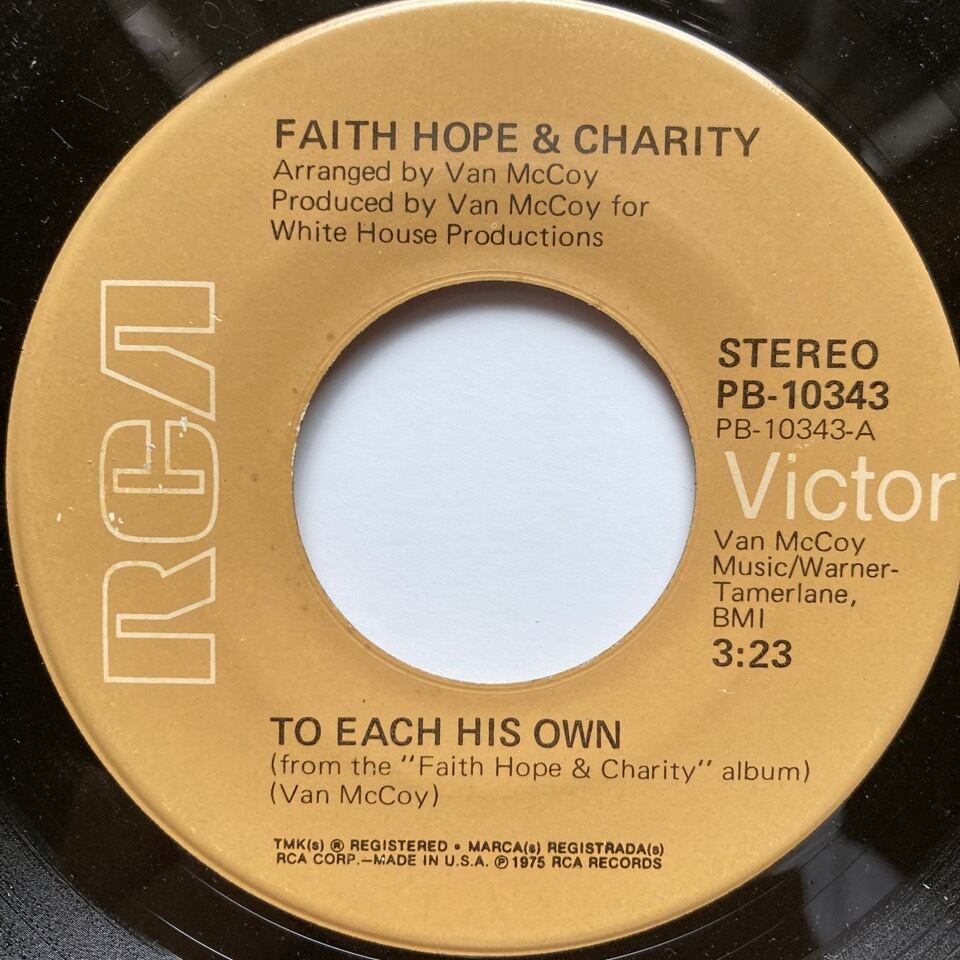 FAITH HOPE & CHARITY
Arranged by Van McCoy
Produced by Van McCoy for
White House Productions
RCA
STEREO
PB-10343
PB-10343-A
Victor
Van McCoy
Music/Warner-
Tamerlane,
BMI
3:23
TO EACH HIS OWN
(from the "Faith Hope & Charity" album)
(Van McCoy)
TMK(s) ® REGISTERED • MARCA(s) REGISTRADA(s)
RCA CORP.—MADE IN U.S.A. ℗ 1975 RCA RECORDS